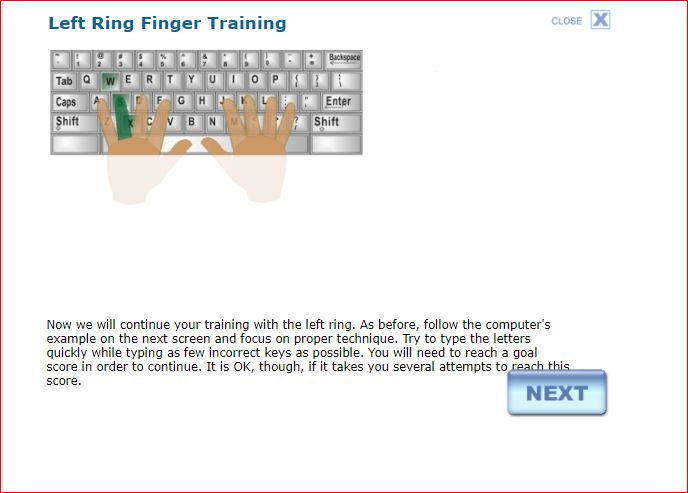 Left Ring Finger Training
CLOSE X
~ ! @ # $ % ^ & * ( ) - + Backspace
` 1 2 3 4 5 6 7 8 9 0 - =
Tab Q W E R T Y U I O P { } |
Caps A S D F G H J K L : " Enter
Shift Z X C V B N M ? Shift
Now we will continue your training with the left ring. As before, follow the computer's
example on the next screen and focus on proper technique. Try to type the letters
quickly while typing as few incorrect keys as possible. You will need to reach a goal
score in order to continue. It is OK, though, if it takes you several attempts to reach this
score.
NEXT